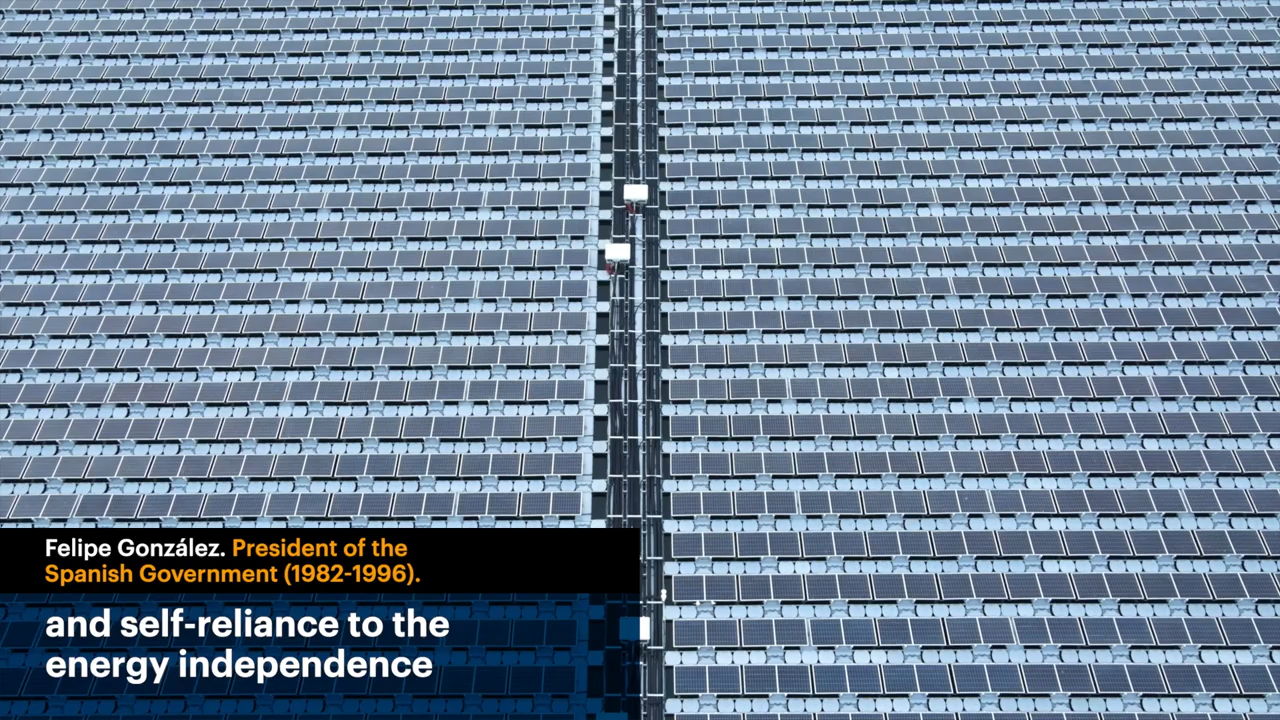 Felipe González. President of the
Spanish Government (1982-1996).
and self-reliance to the
energy independence